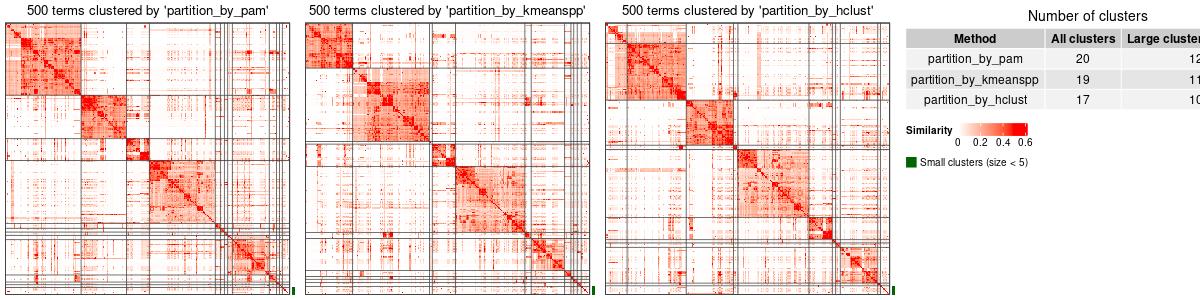 500 terms clustered by 'partition_by_pam'
500 terms clustered by 'partition_by_kmeanspp'
500 terms clustered by 'partition_by_hclust'
Number of clusters
Method All clusters Large cluster
partition_by_pam 20 12
partition_by_kmeanspp 19 11
partition_by_hclust 17 10
Similarity
0 0.2 0.4 0.6
Small clusters (size < 5)